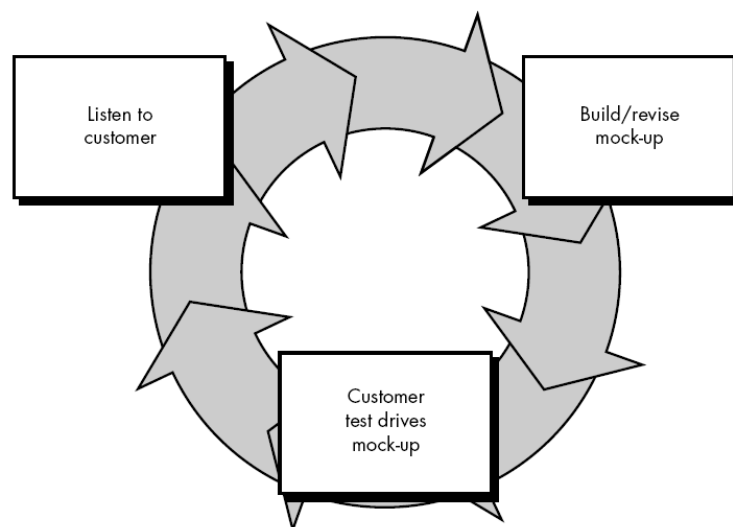 Listen to
customer
Build/revise
mock-up
Customer
test drives
mock-up